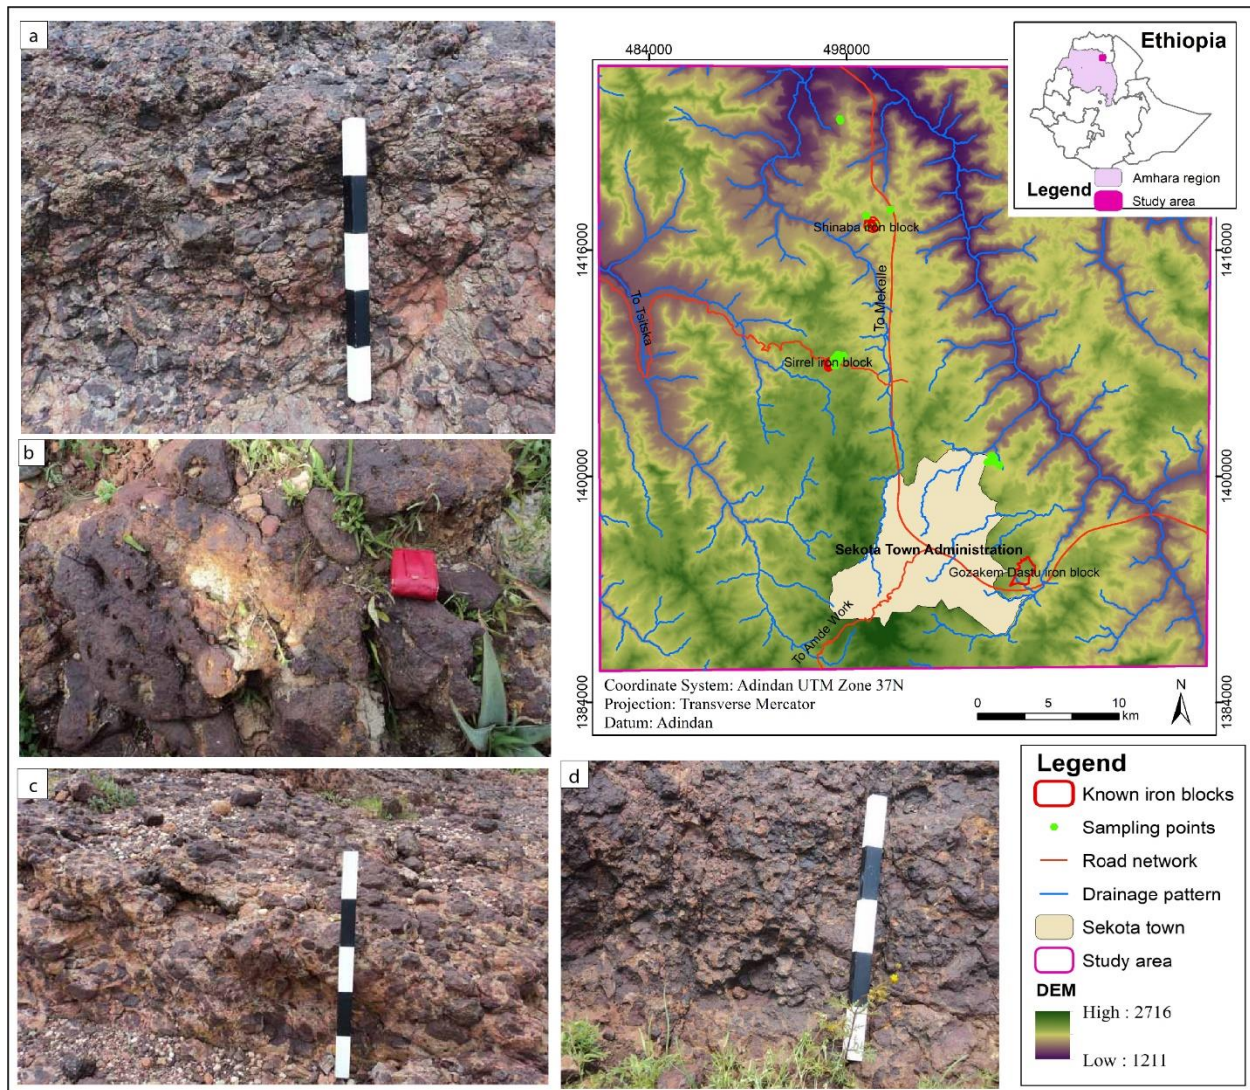 a
b
c
d
484000
498000
Ethiopia
Legend
Amhara region
Study area
1416000
1416000
1400000
1400000
1384000
1384000
Shinaba iron block
To Mekelle
To Tsitska
Sirrel iron block
Sekota Town Administration
Gozakem Dastu iron block
To Amde Work
Coordinate System: Adindan UTM Zone 37N
Projection: Transverse Mercator
Datum: Adindan
0 5 10
km
N
Legend
Known iron blocks
Sampling points
Road network
Drainage pattern
Sekota town
Study area
DEM
High : 2716
Low : 1211